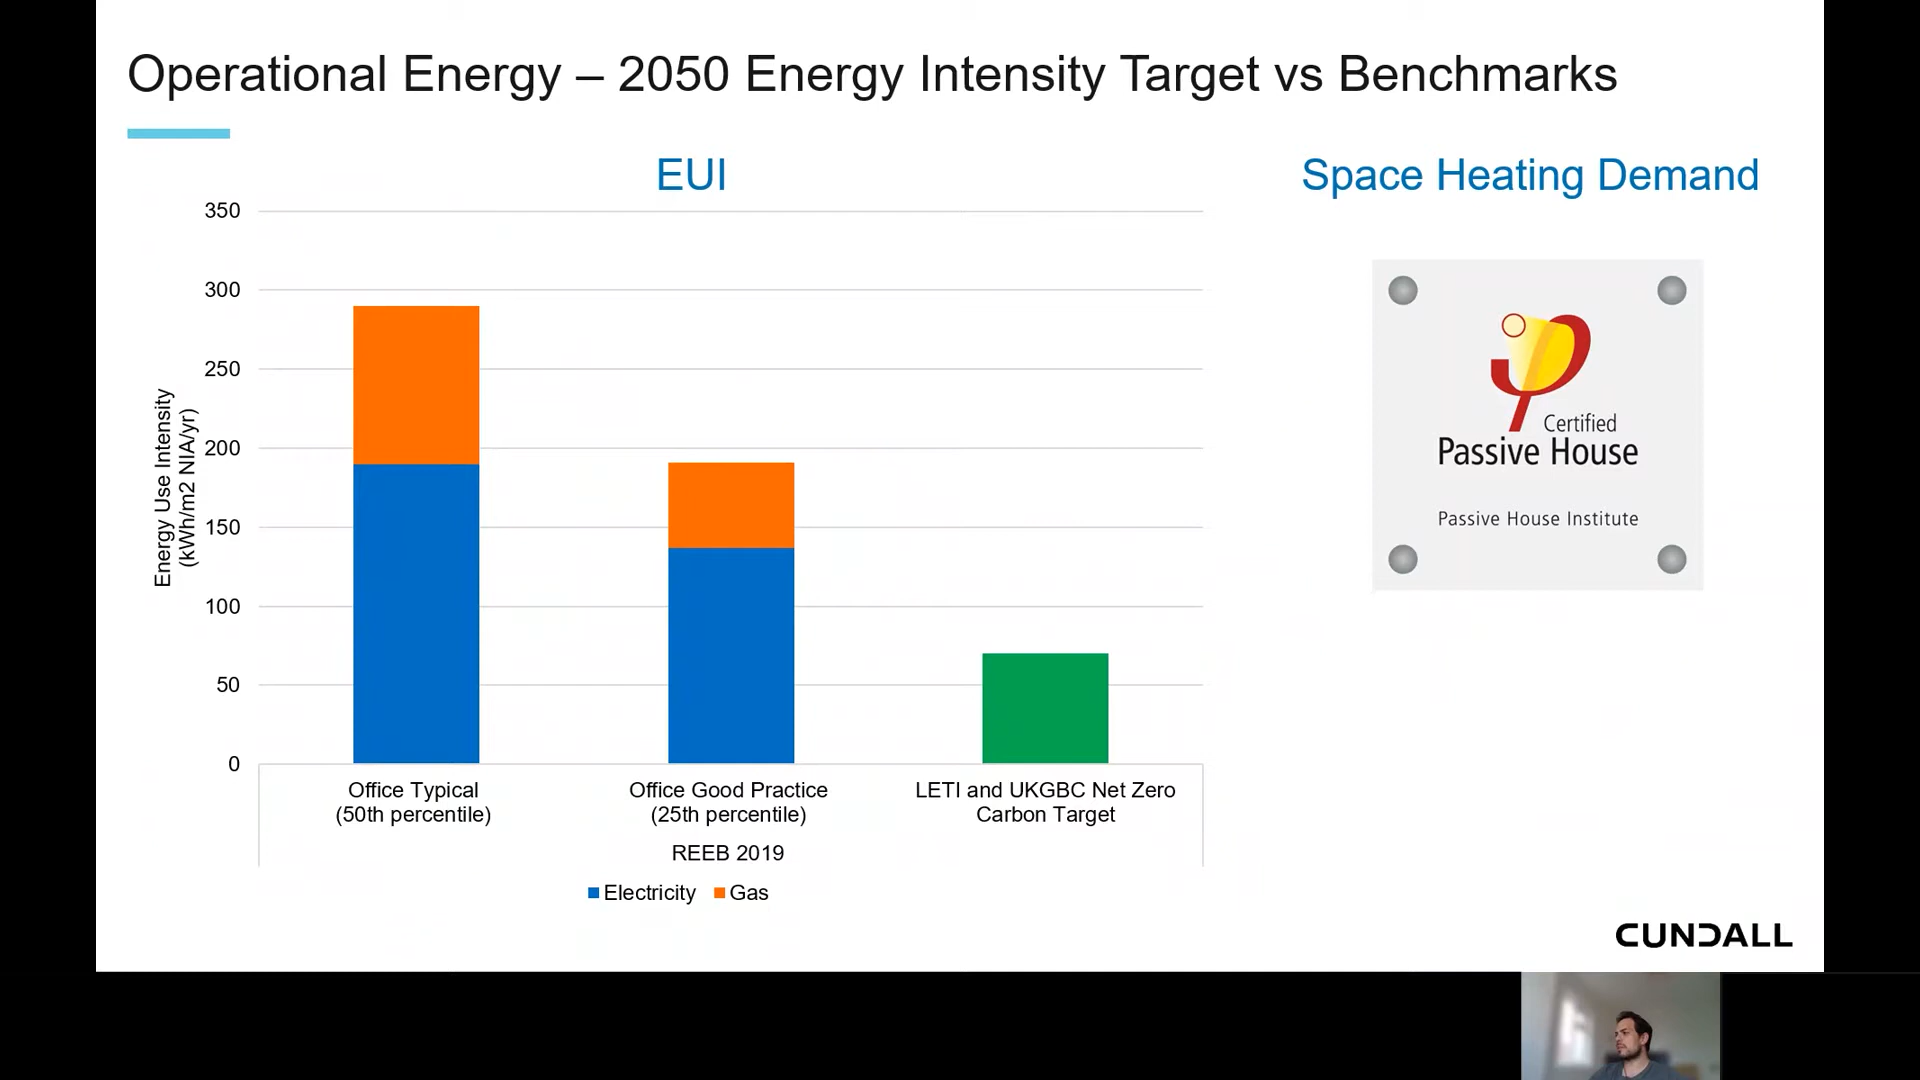 Operational Energy – 2050 Energy Intensity Target vs Benchmarks
EUI
Space Heating Demand
350
300
250
200
150
100
50
0
Energy Use Intensity
(kWh/m2 NIA/yr)
Office Typical
(50th percentile)
Office Good Practice
(25th percentile)
LETI and UKGBC Net Zero
Carbon Target
REEB 2019
Electricity
Gas
Certified
Passive House
Passive House Institute
CUNDALL